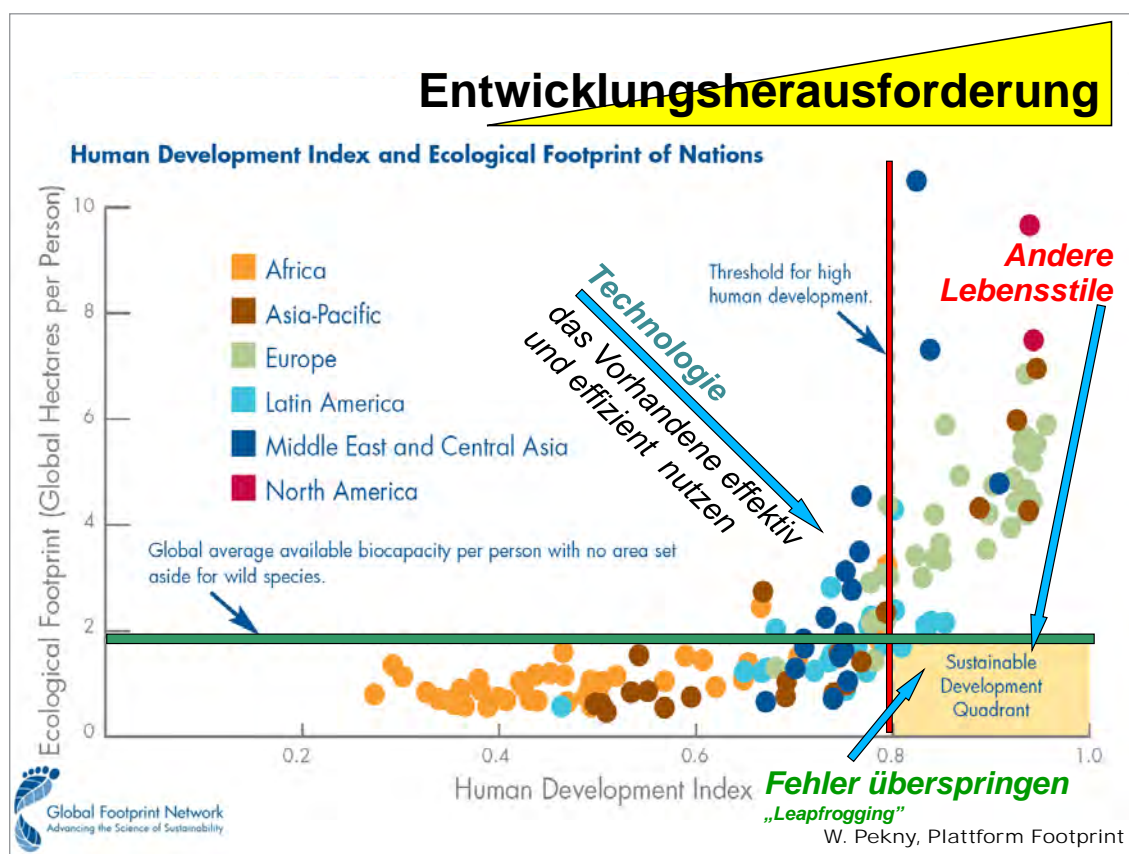 Entwicklungsherausforderung
Human Development Index and Ecological Footprint of Nations
Ecological Footprint (Global Hectares per Person)
10
8
6
4
2
0
Africa
Asia-Pacific
Europe
Latin America
Middle East and Central Asia
North America
Technologie
das Vorhandene effektiv
und effizient nutzen
Threshold for high
human development.
Andere
Lebensstile
Global average available biocapacity per person with no area set
aside for wild species.
Sustainable
Development
Quadrant
0.2
0.4
0.6
0.8
1.0
Human Development Index
Fehler überspringen
„Leapfrogging”
Global Footprint Network
Advancing the Science of Sustainability
W. Pekny, Plattform Footprint